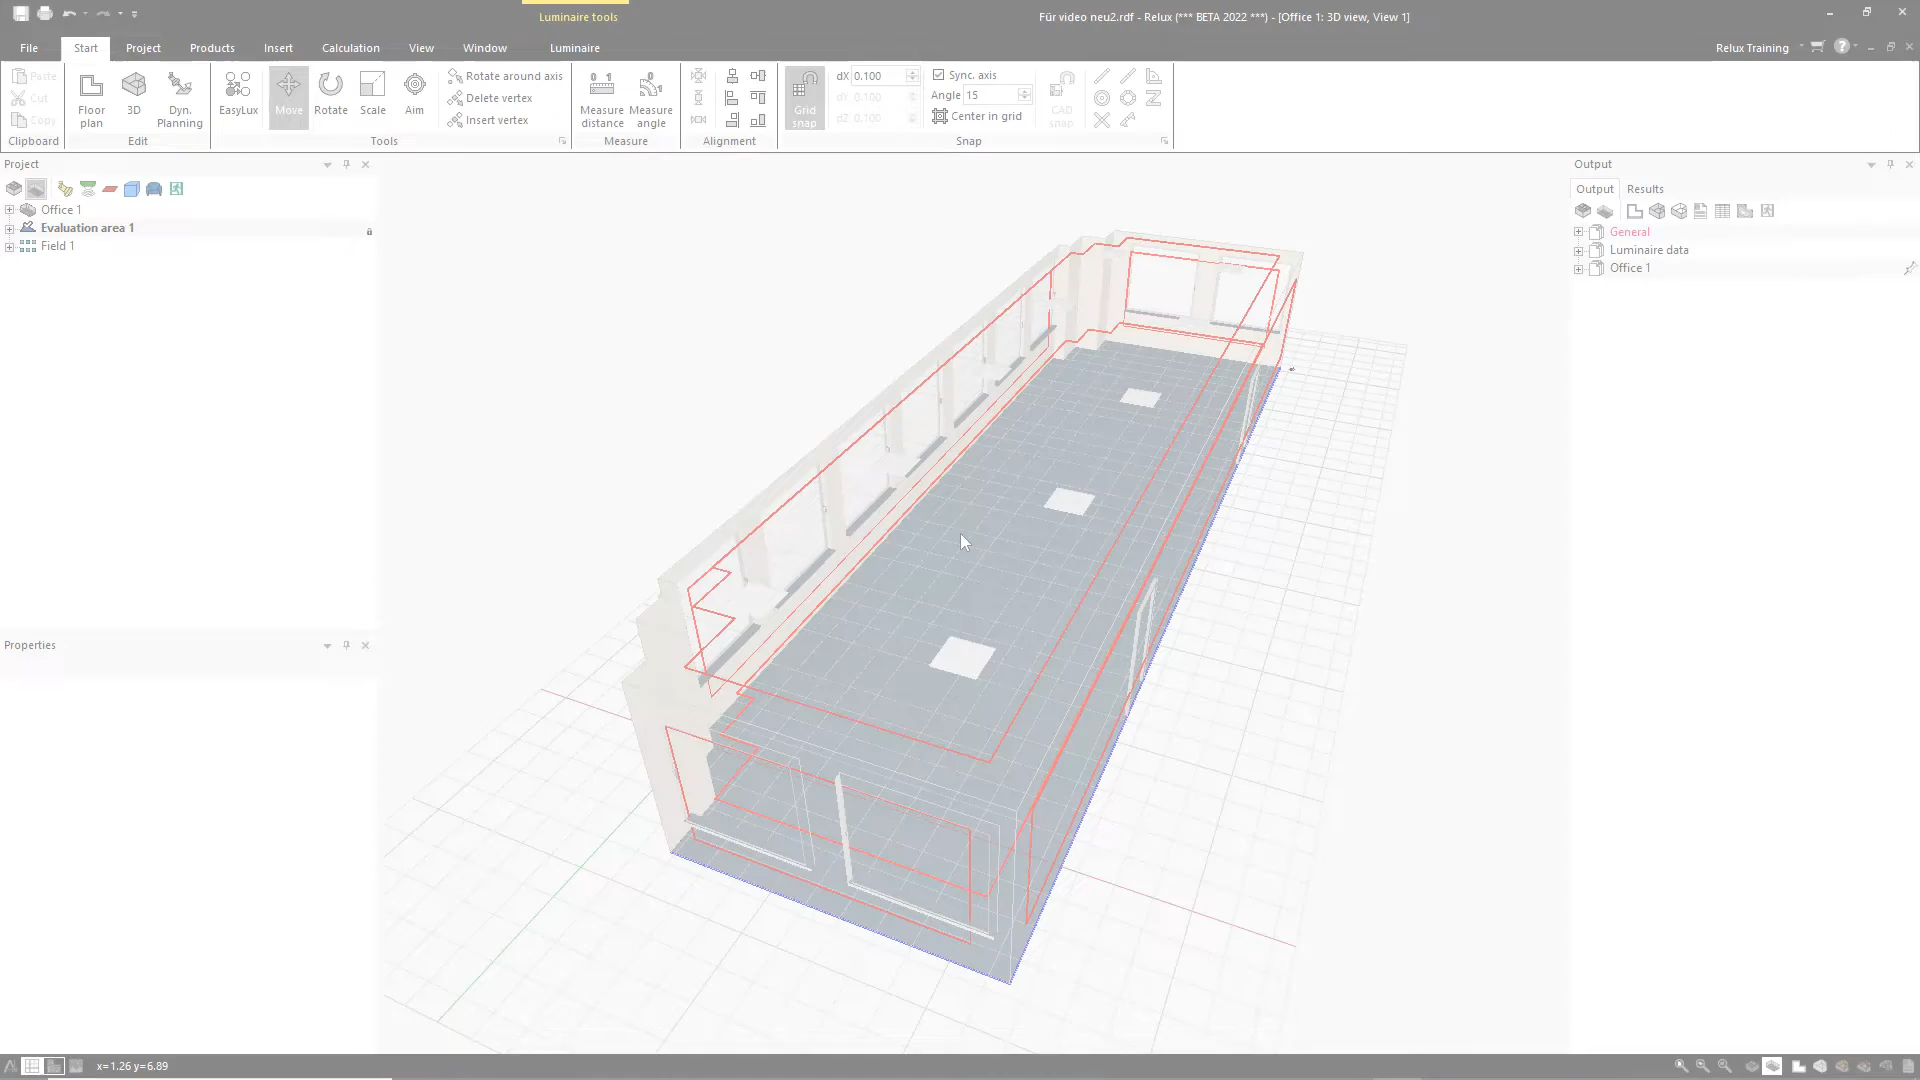 Luminaire tools
Für video neu2.rdf - Relux (*** BETA 2022 ***) - [Office 1: 3D view, View 1]
File
Start
Project
Products
Insert
Calculation
View
Window
Luminaire
Relux Training
Paste
Cut
Copy
Clipboard
Floor plan
3D
Dyn. Planning
Edit
EasyLux
Move
Rotate
Scale
Aim
Rotate around axis
Delete vertex
Insert vertex
Tools
Measure distance
Measure angle
Measure
Alignment
Grid snap
dX 0.100
dY 0.100
dZ 0.100
Sync. axis
Angle 15
Center in grid
CAD snap
Snap
Project
Office 1
Evaluation area 1
Field 1
Properties
Output
Output
Results
General
Luminaire data
Office 1
x=1.26 y=6.89